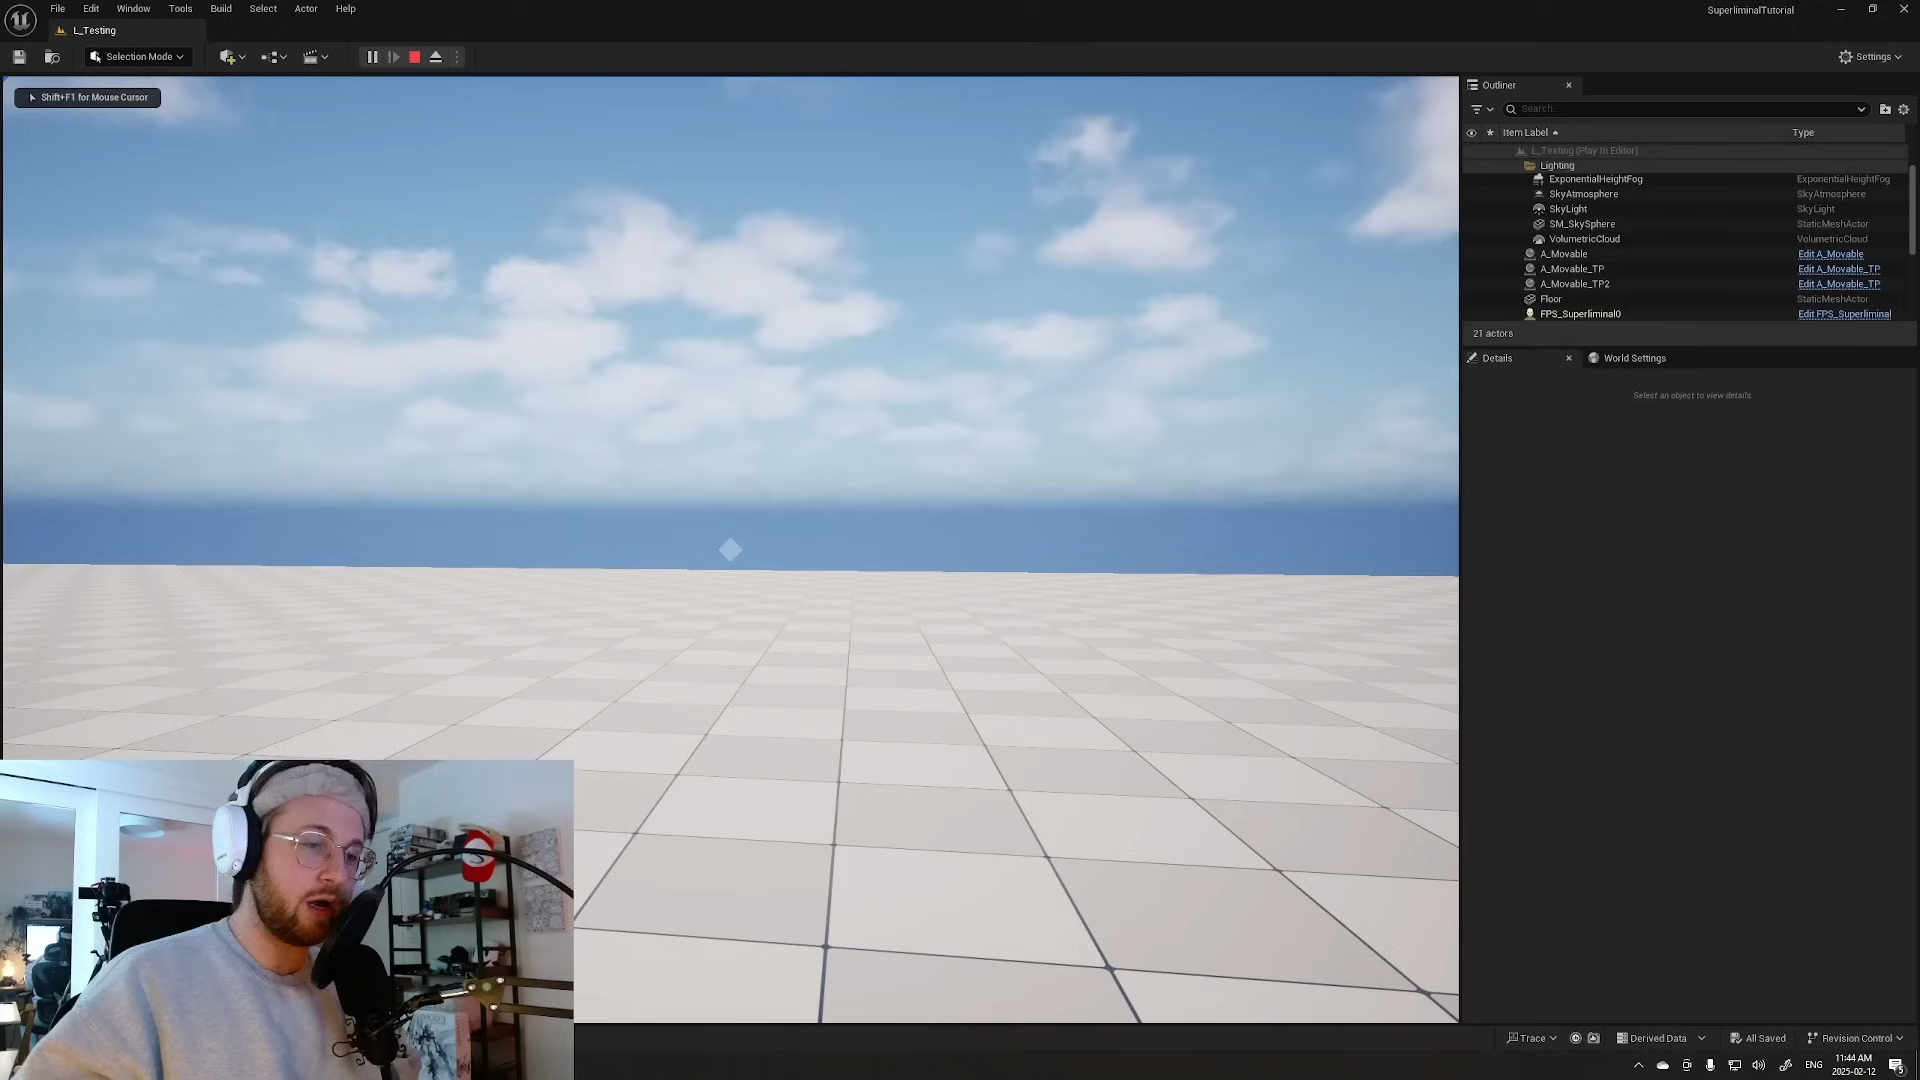 File Edit Window Tools Build Select Actor Help
SuperliminalTutorial
L_Testing
Selection Mode
Settings
Shift+F1 for Mouse Cursor
Outliner
Search...
Item Label Type
L_Testing (Play In Editor)
Lighting
ExponentialHeightFog ExponentialHeightFog
SkyAtmosphere SkyAtmosphere
SkyLight SkyLight
SM_SkySphere StaticMeshActor
VolumetricCloud VolumetricCloud
A_Movable Edit A_Movable
A_Movable_TP Edit A_Movable_TP
A_Movable_TP2 Edit A_Movable_TP
Floor StaticMeshActor
FPS_Superliminal0 Edit FPS_Superliminal
21 actors
Details World Settings
Select an object to view details
Trace Derived Data All Saved Revision Control
ENG 11:44 AM
2025-02-12
5